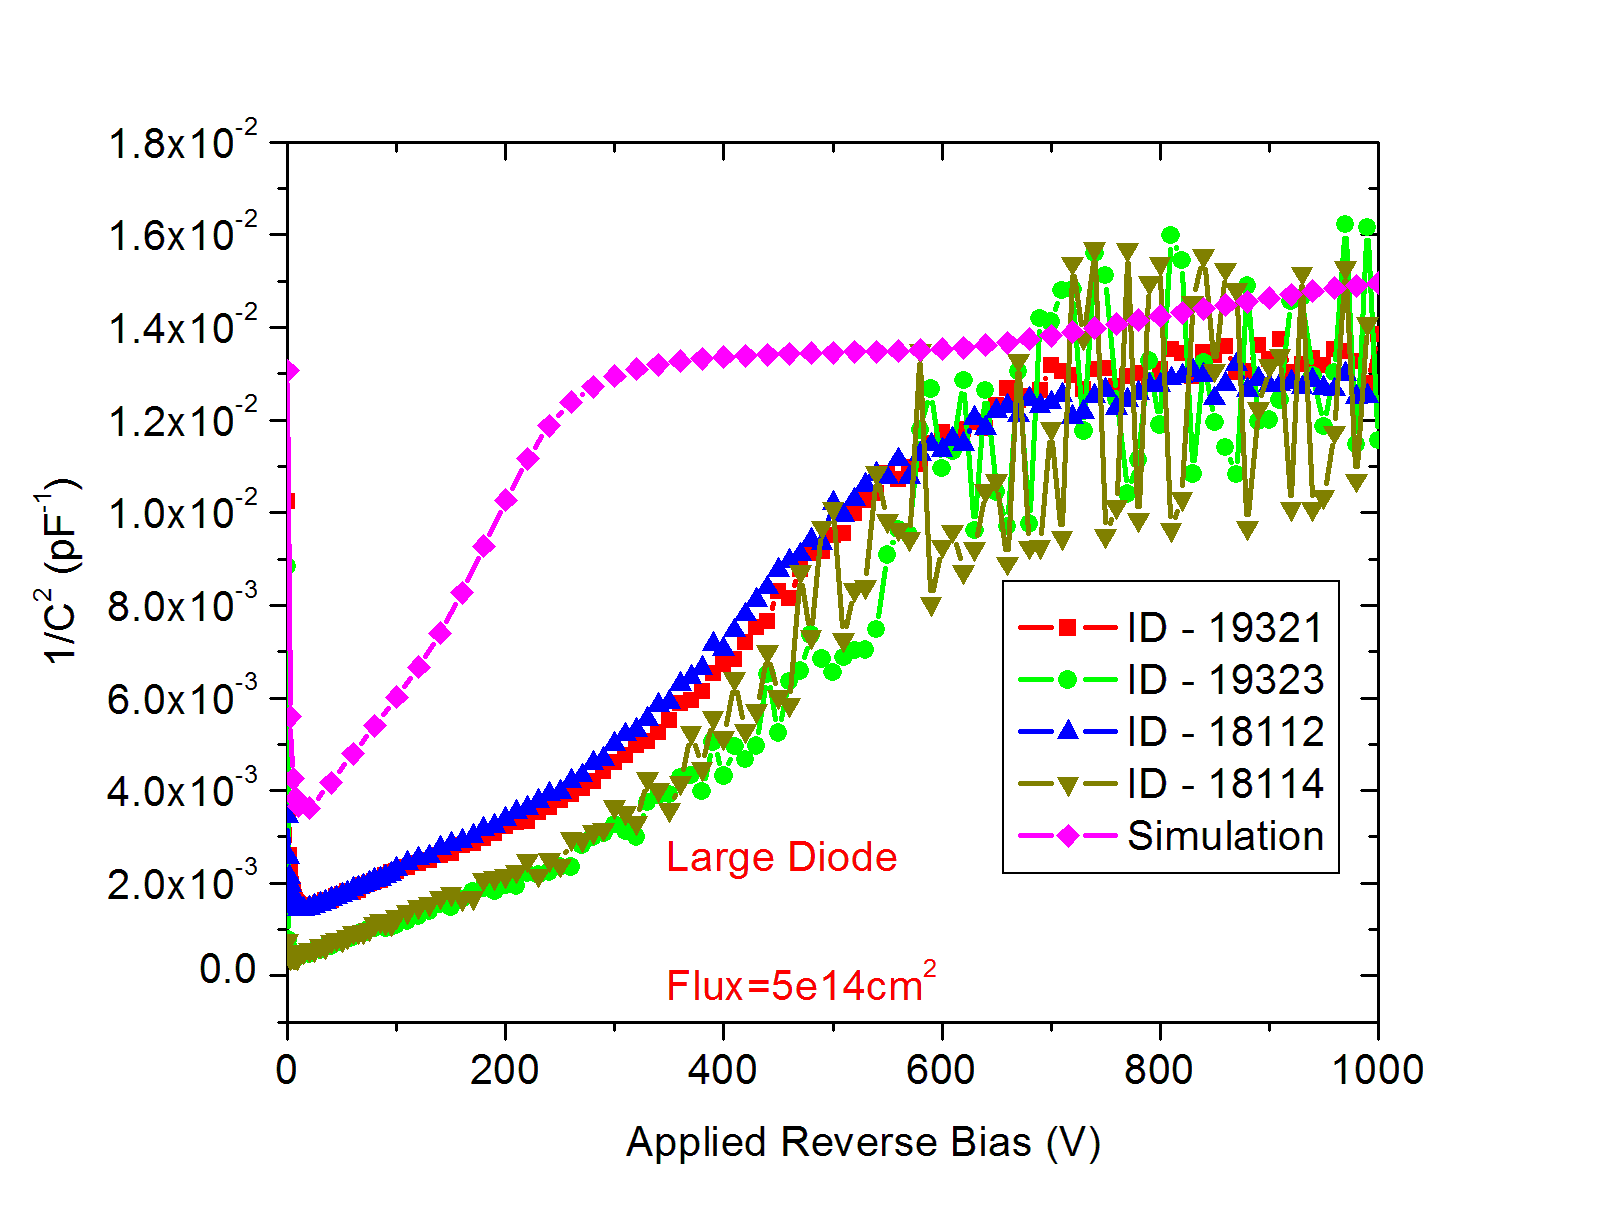 1.8x10⁻²
1.6x10⁻²
1.4x10⁻²
1.2x10⁻²
1.0x10⁻²
8.0x10⁻³
6.0x10⁻³
4.0x10⁻³
2.0x10⁻³
0.0
1/C² (pF⁻¹)
ID - 19321
ID - 19323
ID - 18112
ID - 18114
Simulation
Large Diode
Flux=5e14cm²
0 200 400 600 800 1000
Applied Reverse Bias (V)